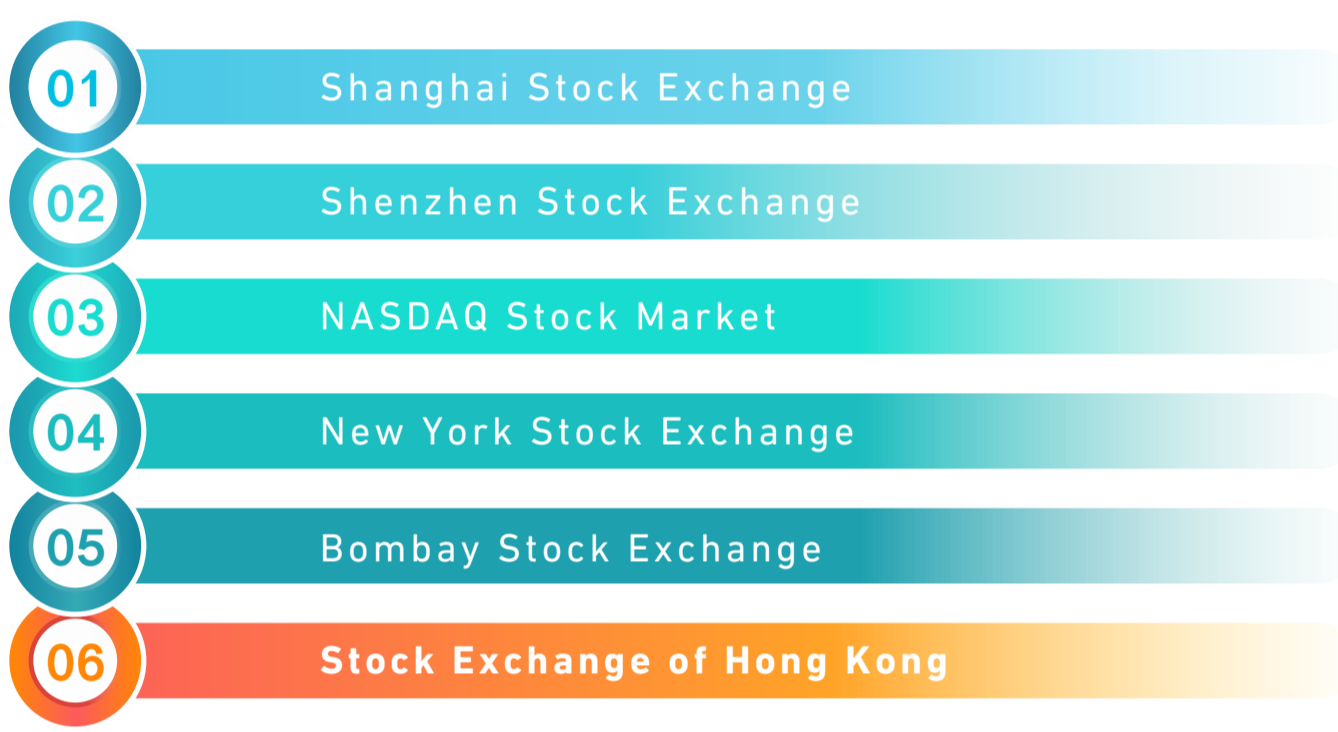 01 Shanghai Stock Exchange
02 Shenzhen Stock Exchange
03 NASDAQ Stock Market
04 New York Stock Exchange
05 Bombay Stock Exchange
06 Stock Exchange of Hong Kong